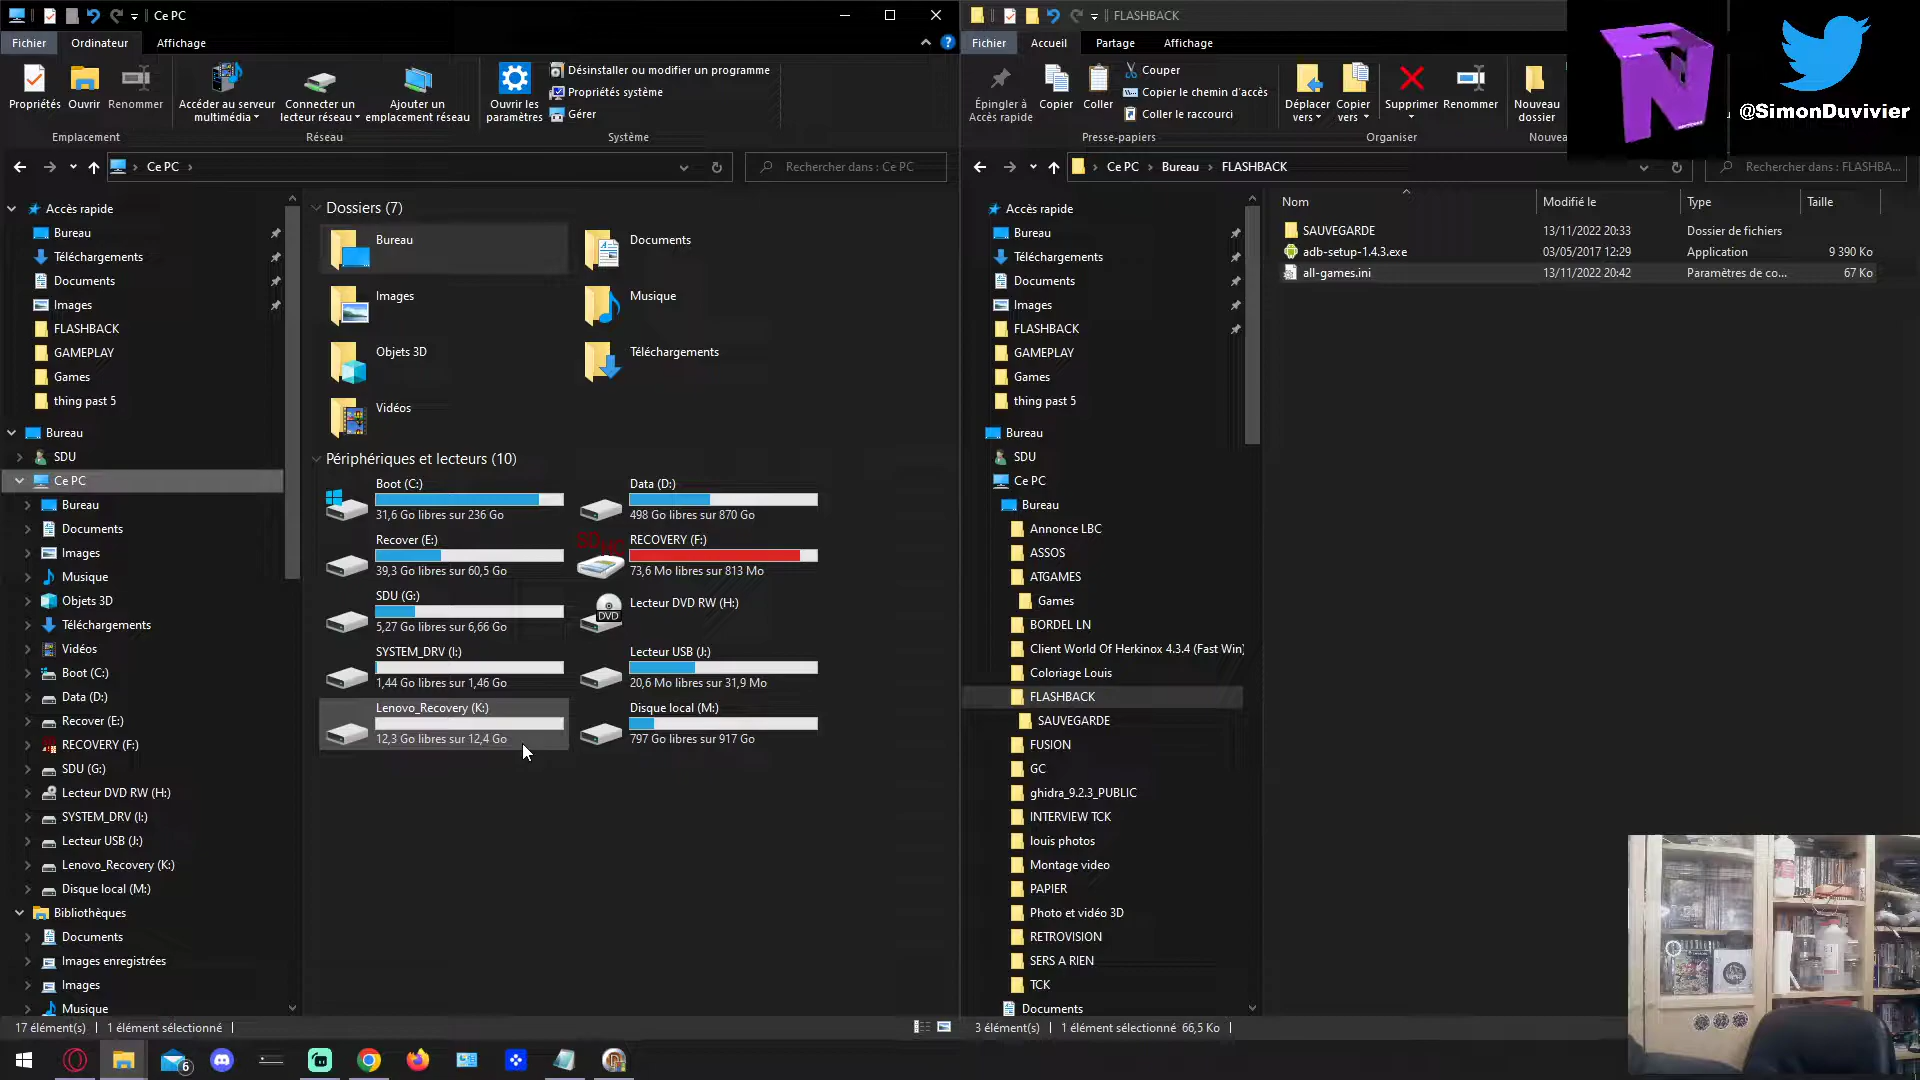 Ce PC
Fichier
Ordinateur
Affichage
Propriétés
Ouvrir
Renommer
Accéder au serveur multimédia
Connecter un lecteur réseau
Ajouter un emplacement réseau
Ouvrir les paramètres
Désinstaller ou modifier un programme
Propriétés système
Gérer
Emplacement
Réseau
Système
Ce PC
Rechercher dans : Ce PC
Accès rapide
Bureau
Téléchargements
Documents
Images
FLASHBACK
GAMEPLAY
Games
thing past 5
Bureau
SDU
Ce PC
Bureau
Documents
Images
Musique
Objets 3D
Téléchargements
Vidéos
Boot (C:)
Data (D:)
Recover (E:)
RECOVERY (F:)
SDU (G:)
Lecteur DVD RW (H:)
SYSTEM_DRV (I:)
Lecteur USB (J:)
Lenovo_Recovery (K:)
Disque local (M:)
Bibliothèques
Documents
Images enregistrées
Images
Musique
Dossiers (7)
Bureau
Documents
Images
Musique
Objets 3D
Téléchargements
Vidéos
Périphériques et lecteurs (10)
Boot (C:)
31,6 Go libres sur 236 Go
Data (D:)
498 Go libres sur 870 Go
Recover (E:)
39,3 Go libres sur 60,5 Go
RECOVERY (F:)
73,6 Mo libres sur 813 Mo
SDU (G:)
5,27 Go libres sur 6,66 Go
DVD
Lecteur DVD RW (H:)
SYSTEM_DRV (I:)
1,44 Go libres sur 1,46 Go
Lecteur USB (J:)
20,6 Mo libres sur 31,9 Mo
Lenovo_Recovery (K:)
12,3 Go libres sur 12,4 Go
Disque local (M:)
797 Go libres sur 917 Go
17 élément(s)
1 élément sélectionné
FLASHBACK
Fichier
Accueil
Partage
Affichage
Épingler à Accès rapide
Copier
Coller
Couper
Copier le chemin d'accès
Coller le raccourci
Déplacer vers
Copier vers
Supprimer
Renommer
Nouveau dossier
Presse-papiers
Organiser
Nouve
@SimonDuvivier
Ce PC
Bureau
FLASHBACK
Rechercher dans : FLASHBA...
Accès rapide
Bureau
Téléchargements
Documents
Images
FLASHBACK
GAMEPLAY
Games
thing past 5
Bureau
SDU
Ce PC
Bureau
Annonce LBC
ASSOS
ATGAMES
Games
BORDEL LN
Client World Of Herkinox 4.3.4 (Fast Win)
Coloriage Louis
FLASHBACK
SAUVEGARDE
FUSION
GC
ghidra_9.2.3_PUBLIC
INTERVIEW TCK
louis photos
Montage video
PAPIER
Photo et vidéo 3D
RETROVISION
SERS A RIEN
TCK
Documents
Nom
Modifié le
Type
Taille
SAUVEGARDE
13/11/2022 20:33
Dossier de fichiers
adb-setup-1.4.3.exe
03/05/2017 12:29
Application
9 390 Ko
all-games.ini
13/11/2022 20:42
Paramètres de co...
67 Ko
3 élément(s)
1 élément sélectionné 66,5 Ko
6